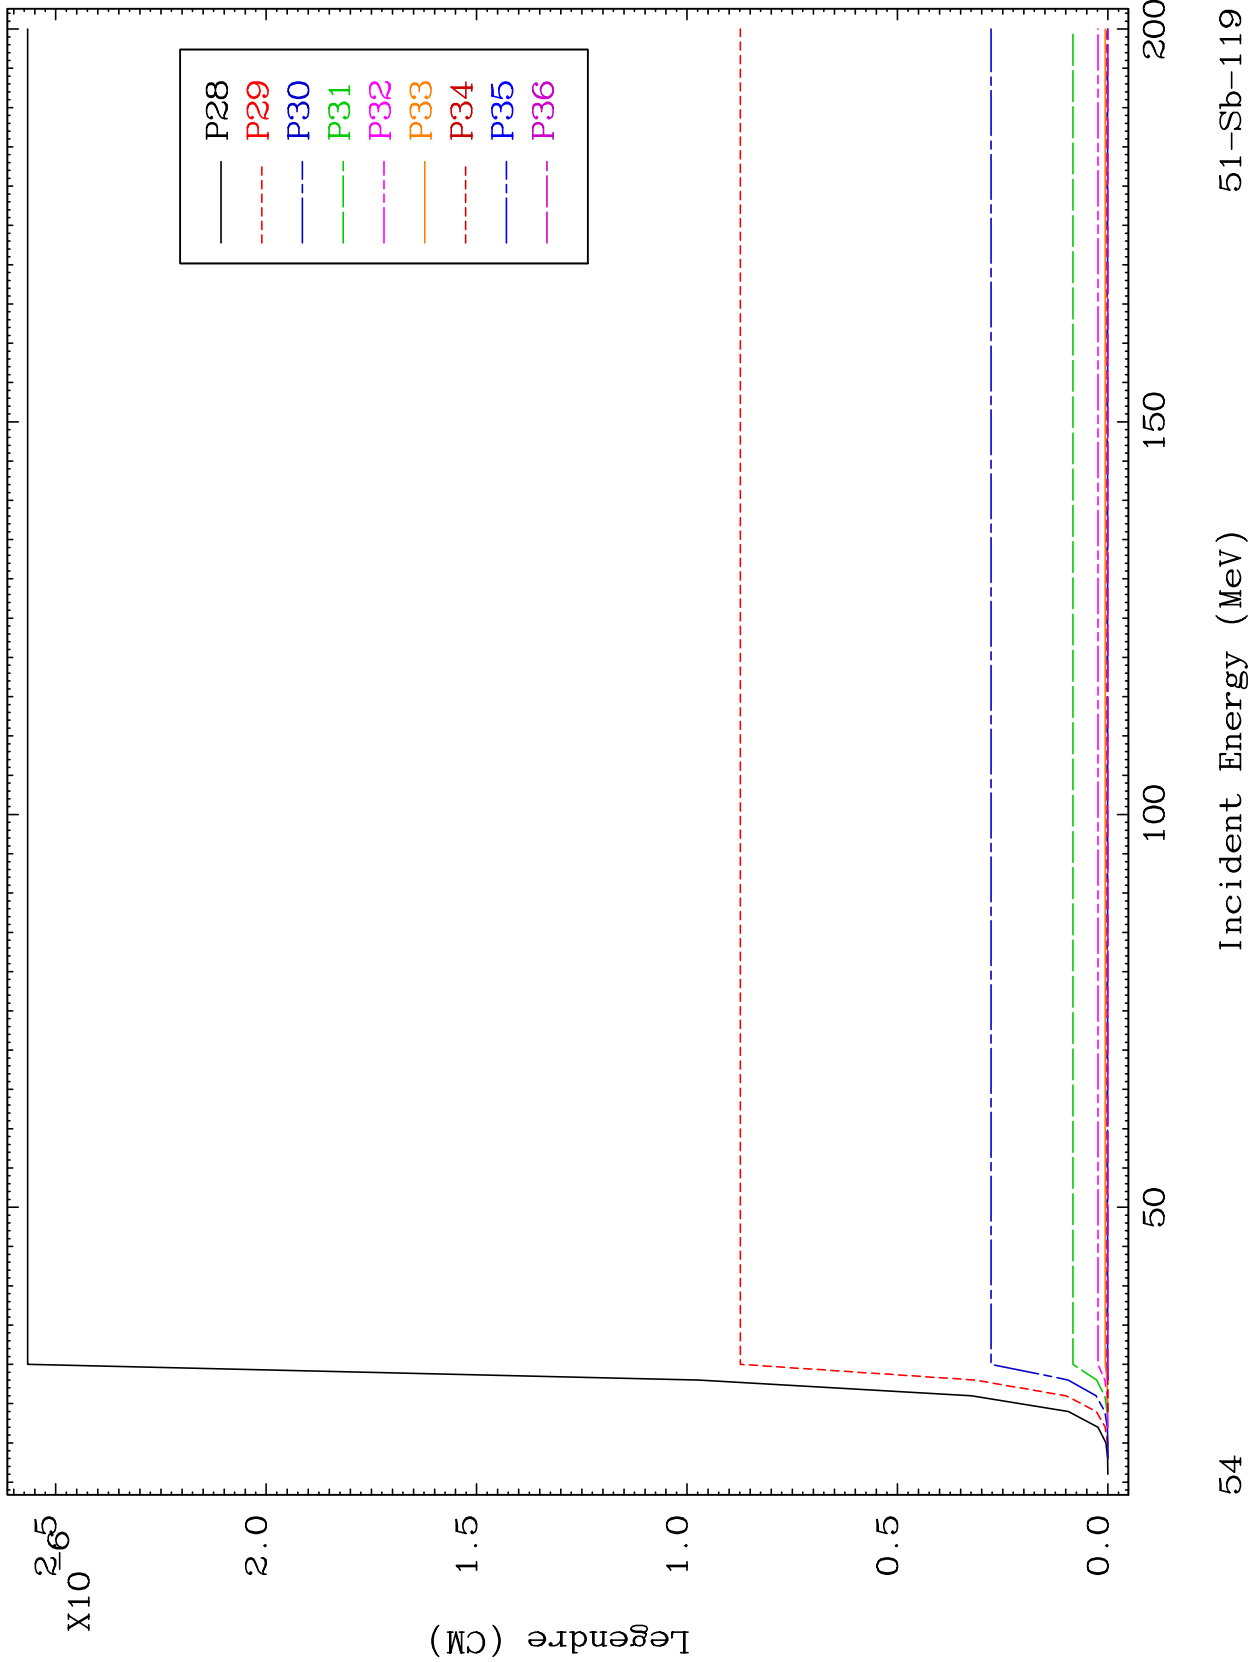 X10
-6
2.5
2.0
1.5
1.0
0.5
0.0
Legendre (CM)
P28
P29
P30
P31
P32
P33
P34
P35
P36
50
100
150
200
Incident Energy (MeV)
54
51-Sb-119